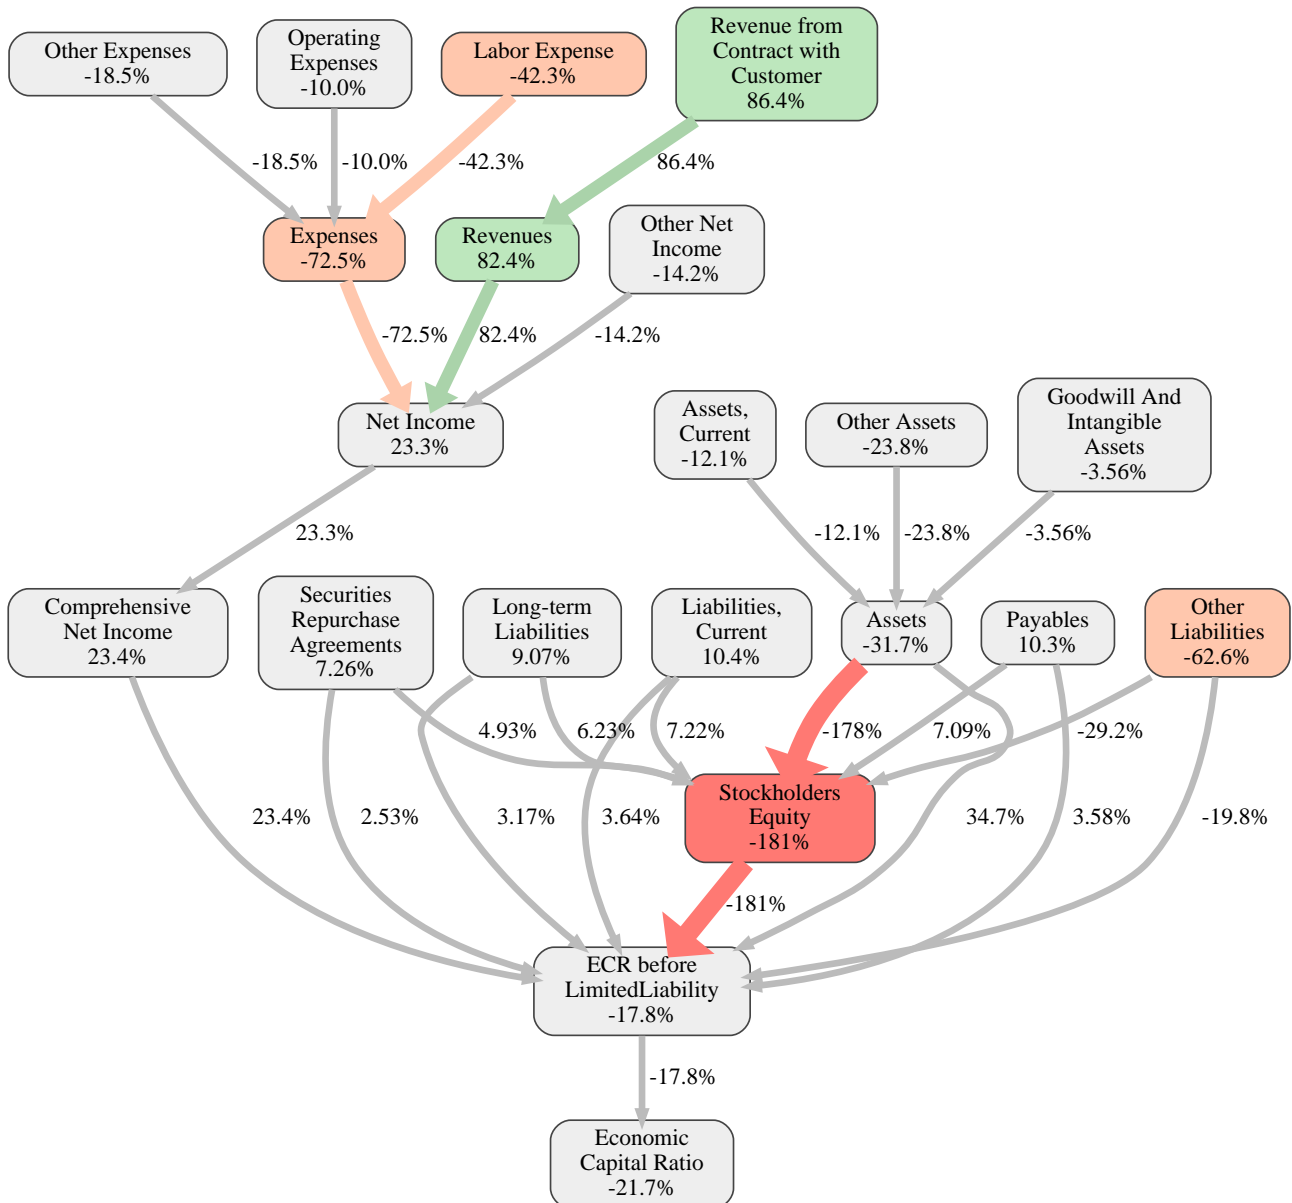 Other Expenses
-18.5%
Operating
Expenses
-10.0%
Labor Expense
-42.3%
Revenue from
Contract with
Customer
86.4%
-18.5%
-10.0%
-42.3%
86.4%
Expenses
-72.5%
Revenues
82.4%
Other Net
Income
-14.2%
-72.5%
82.4%
-14.2%
Net Income
23.3%
Assets,
Current
-12.1%
Other Assets
-23.8%
Goodwill And
Intangible
Assets
-3.56%
23.3%
-12.1%
-23.8%
-3.56%
Comprehensive
Net Income
23.4%
Securities
Repurchase
Agreements
7.26%
Long-term
Liabilities
9.07%
Liabilities,
Current
10.4%
Assets
-31.7%
Payables
10.3%
Other
Liabilities
-62.6%
4.93%
6.23%
7.22%
-178%
7.09%
-29.2%
Stockholders
Equity
-181%
23.4%
2.53%
3.17%
3.64%
34.7%
3.58%
-19.8%
-181%
ECR before
LimitedLiability
-17.8%
-17.8%
Economic
Capital Ratio
-21.7%